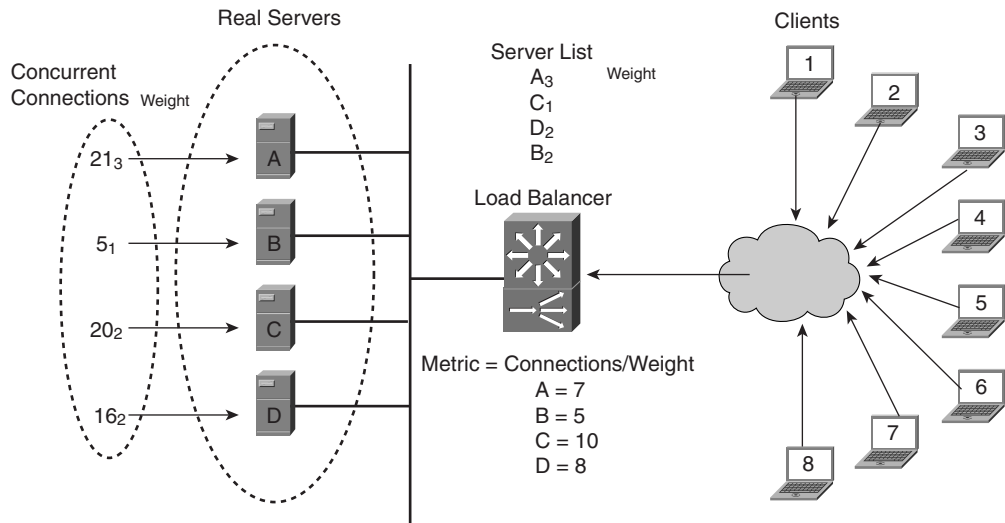 Real Servers
Concurrent
Connections Weight
21₃
5₁
20₂
16₂
A
B
C
D
Server List
Weight
A₃
C₁
D₂
B₂
Load Balancer
Metric = Connections/Weight
A = 7
B = 5
C = 10
D = 8
Clients
1
2
3
4
5
6
7
8